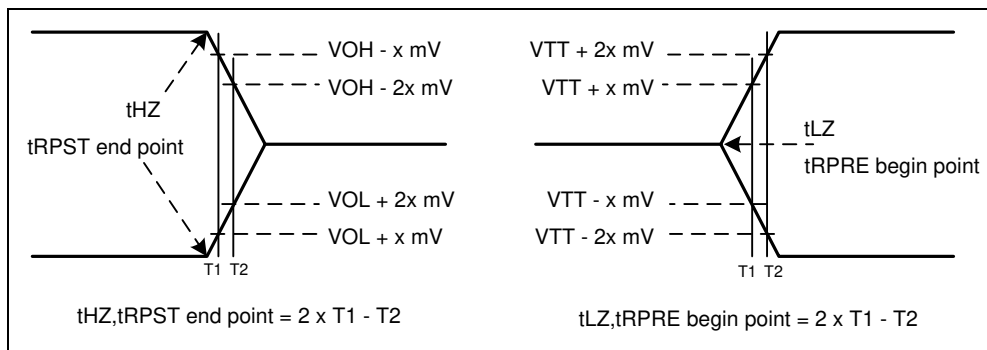 VOH - x mV
VOH - 2x mV
tHZ
tRPST end point
VOL + 2x mV
VOL + x mV
T1 T2
tHZ,tRPST end point = 2 x T1 - T2
VTT + 2x mV
VTT + x mV
tLZ
tRPRE begin point
VTT - x mV
VTT - 2x mV
T1 T2
tLZ,tRPRE begin point = 2 x T1 - T2